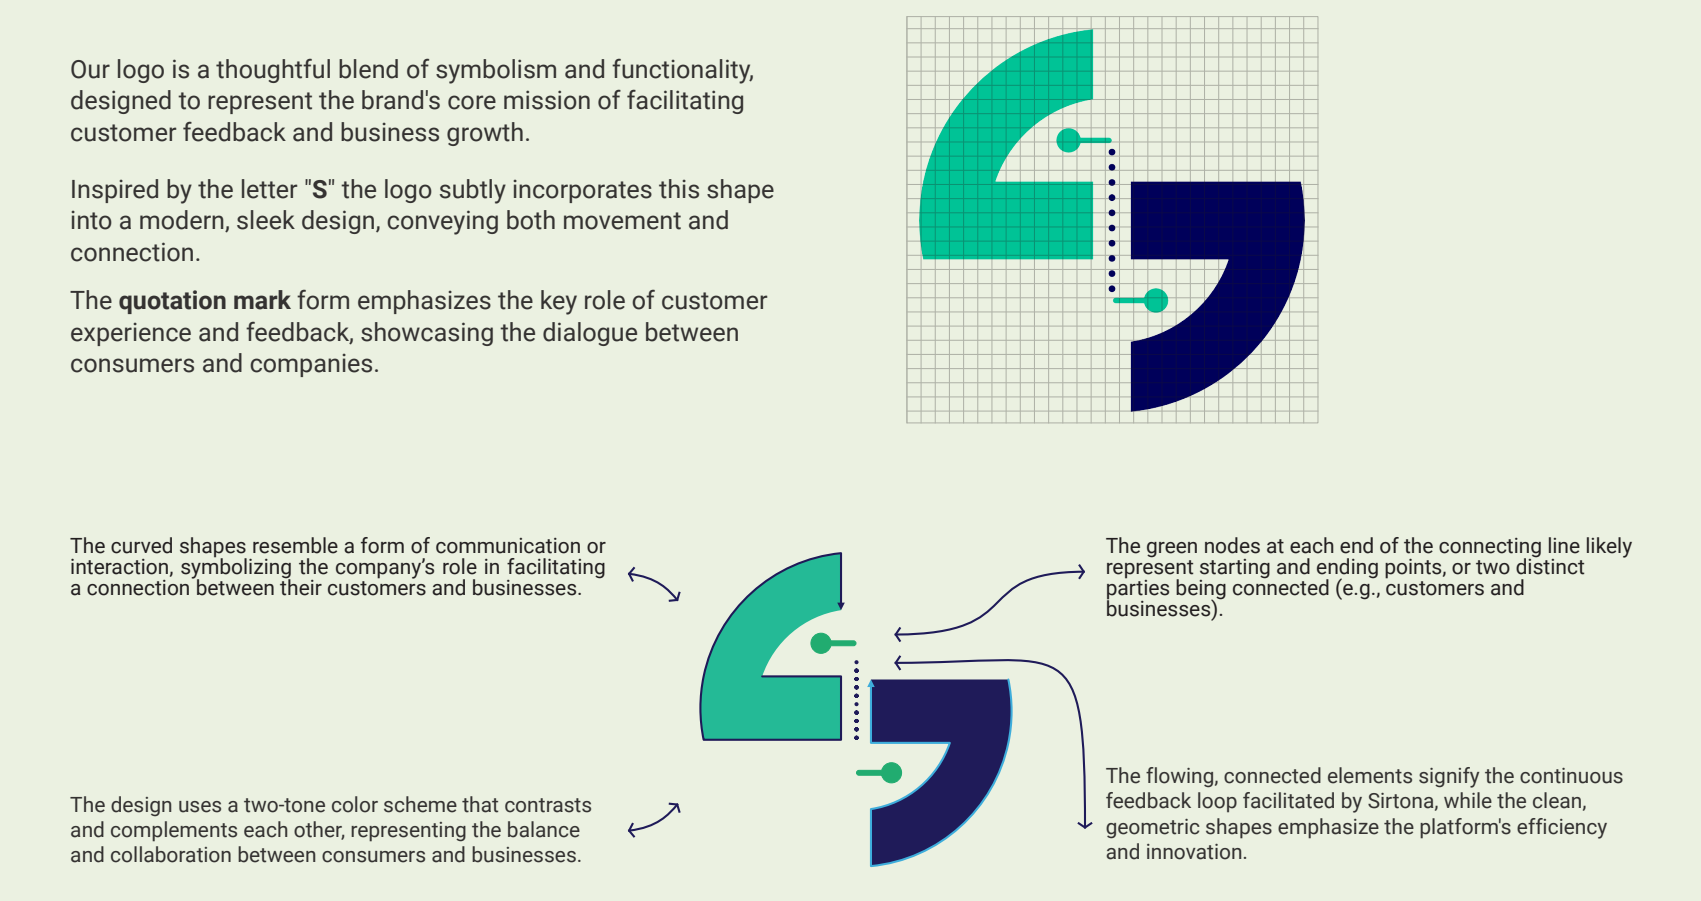 Our logo is a thoughtful blend of symbolism and functionality,
designed to represent the brand's core mission of facilitating
customer feedback and business growth.
Inspired by the letter "S" the logo subtly incorporates this shape
into a modern, sleek design, conveying both movement and
connection.
The quotation mark form emphasizes the key role of customer
experience and feedback, showcasing the dialogue between
consumers and companies.
The curved shapes resemble a form of communication or
interaction, symbolizing the company’s role in facilitating
a connection between their customers and businesses.
The green nodes at each end of the connecting line likely
represent starting and ending points, or two distinct
parties being connected (e.g., customers and
businesses).
The design uses a two-tone color scheme that contrasts
and complements each other, representing the balance
and collaboration between consumers and businesses.
The flowing, connected elements signify the continuous
feedback loop facilitated by Sirtona, while the clean,
geometric shapes emphasize the platform's efficiency
and innovation.